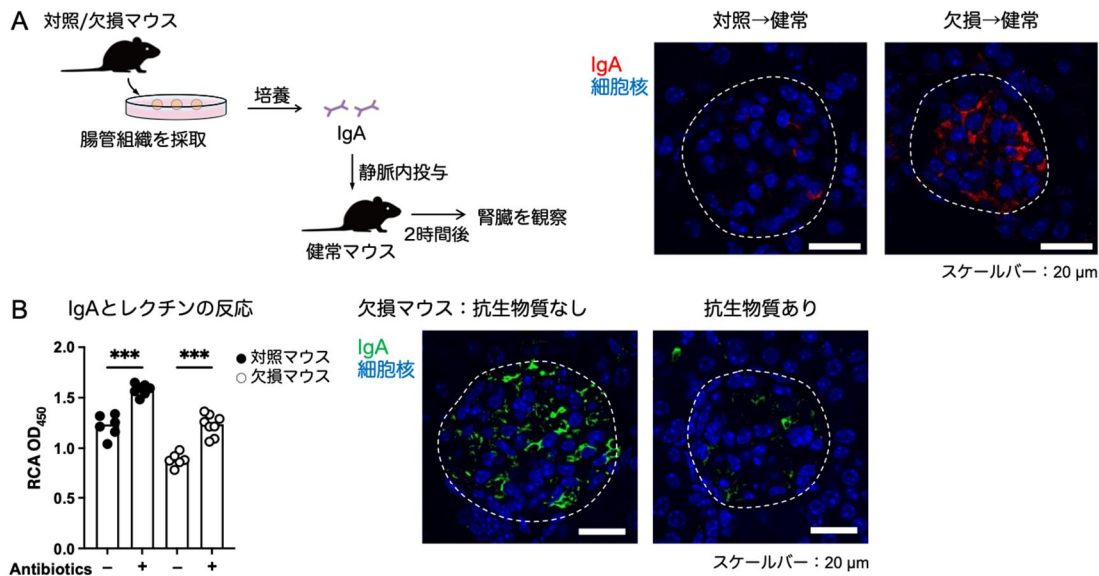 A
対照/欠損マウス
腸管組織を採取
培養
IgA
静脈内投与
健常マウス
2時間後
腎臓を観察
対照→健常
欠損→健常
IgA
細胞核
スケールバー：20 μm
B
IgAとレクチンの反応
RCA OD450
2.0
1.5
1.0
0.5
0.0
***
***
対照マウス
欠損マウス
Antibiotics
–
+
–
+
欠損マウス：抗生物質なし
抗生物質あり
IgA
細胞核
スケールバー：20 μm